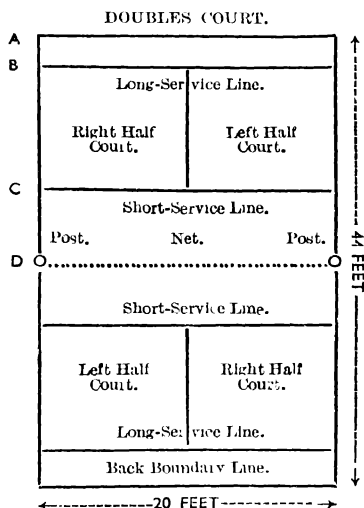 DOUBLES COURT.
A
B
Long-Service Line.
Right Half Court.
Left Half Court.
C
Short-Service Line.
Post. Net. Post.
D
44 FEET
Short-Service Line.
Left Half Court.
Right Half Court.
Long-Service Line.
Back Boundary Line.
20 FEET